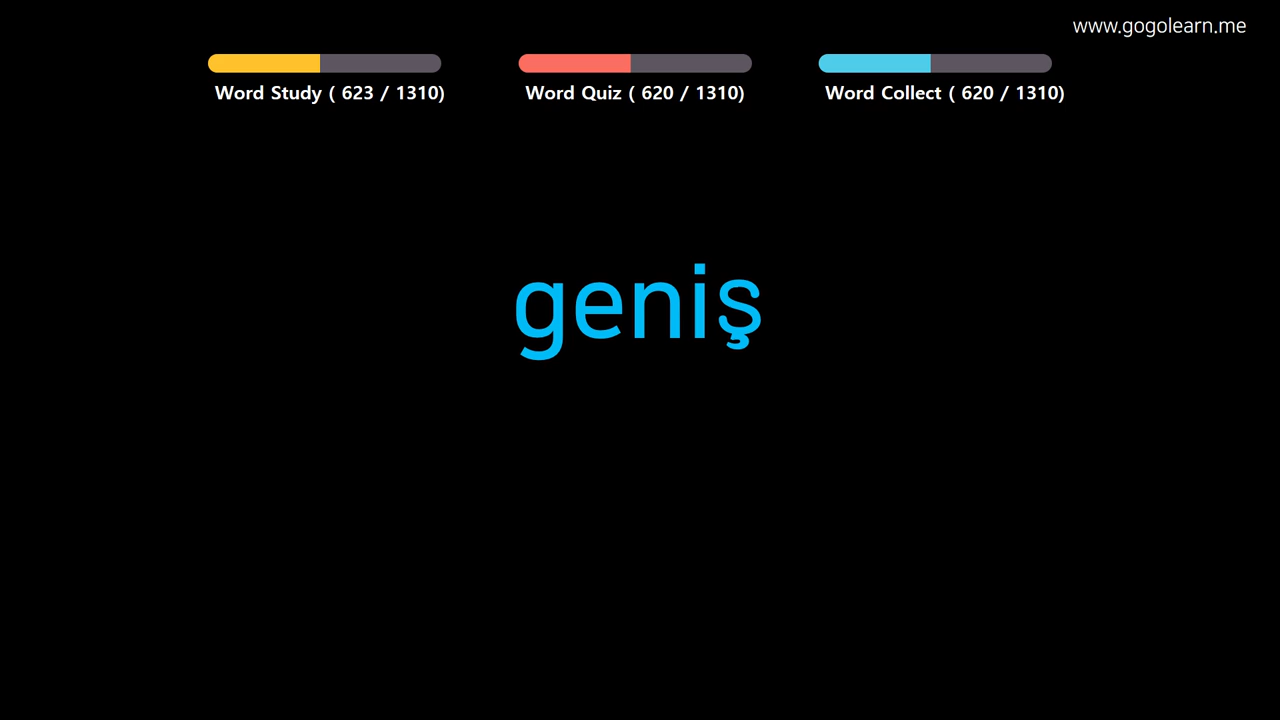 www.gogolearn.me
Word Study ( 623 / 1310)
Word Quiz ( 620 / 1310)
Word Collect ( 620 / 1310)
geniş